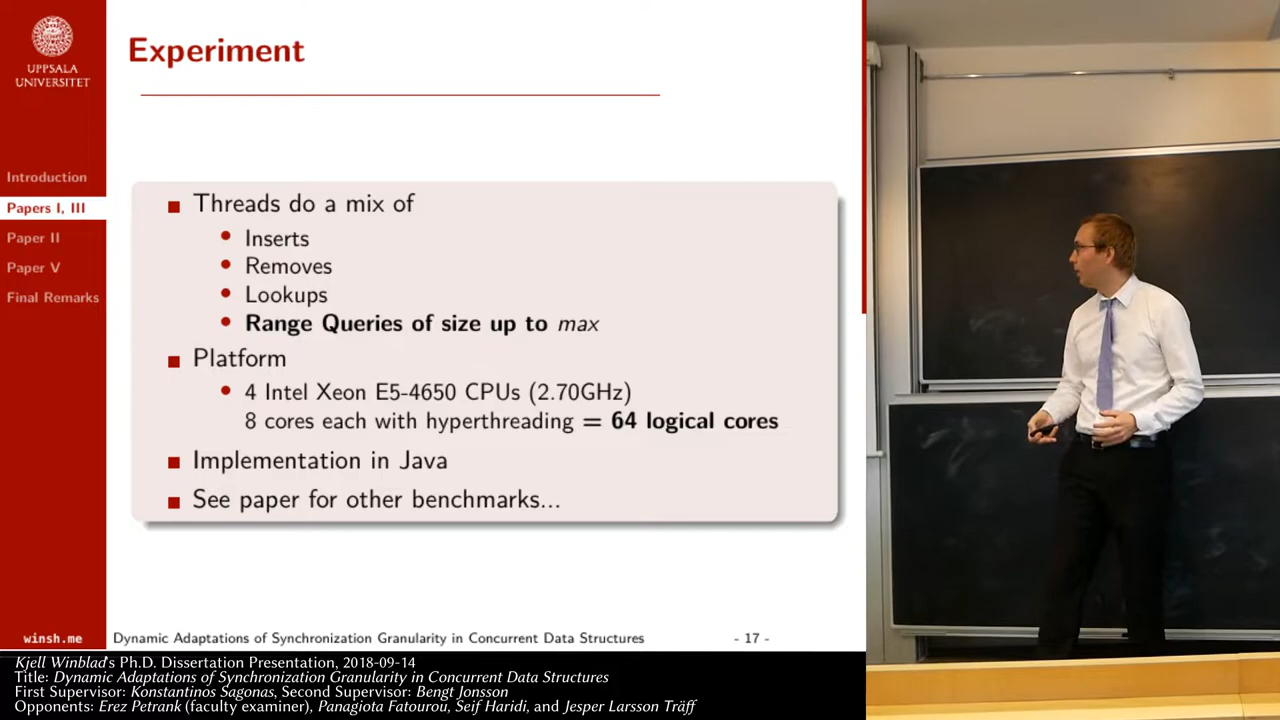 Experiment
UPPSALA
UNIVERSITET
Introduction
Papers I, III
Paper II
Paper V
Final Remarks
Threads do a mix of
Inserts
Removes
Lookups
Range Queries of size up to max
Platform
4 Intel Xeon E5-4650 CPUs (2.70GHz)
8 cores each with hyperthreading = 64 logical cores
Implementation in Java
See paper for other benchmarks...
winsh.me
Dynamic Adaptations of Synchronization Granularity in Concurrent Data Structures
- 17 -
Kjell Winblad's Ph.D. Dissertation Presentation, 2018-09-14
Title: Dynamic Adaptations of Synchronization Granularity in Concurrent Data Structures
First Supervisor: Konstantinos Sagonas, Second Supervisor: Bengt Jonsson
Opponents: Erez Petrank (faculty examiner), Panagiota Fatourou, Seif Haridi, and Jesper Larsson Träff